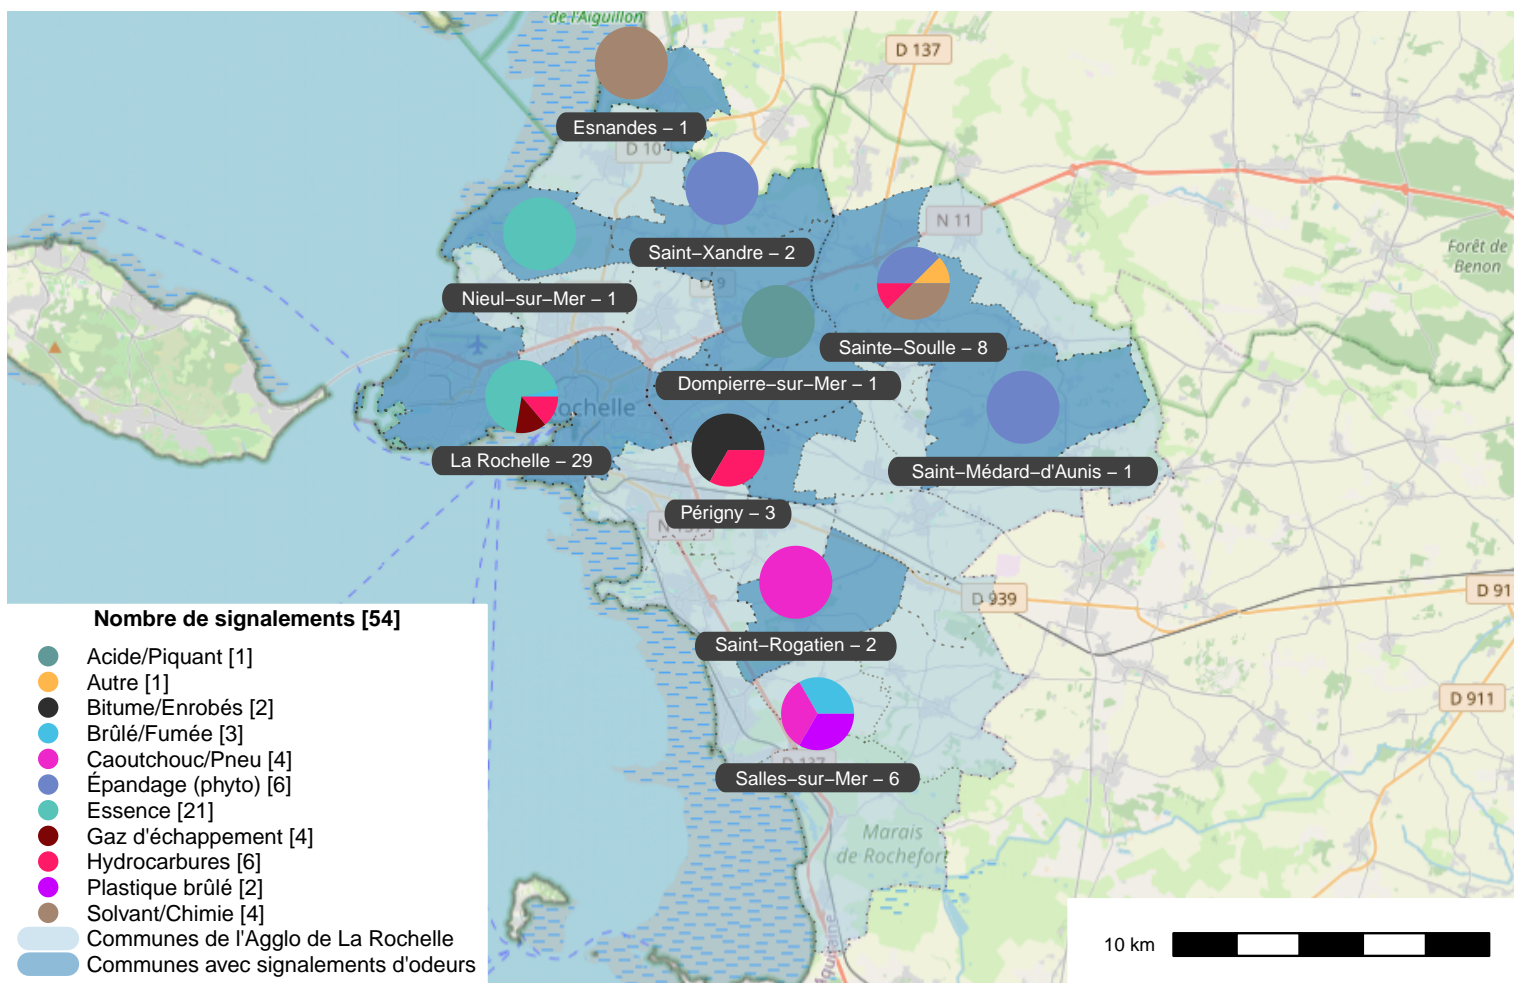 de l'Aiguillon
D 137
Esnandes – 1
D 10
N 11
Saint–Xandre – 2
Forêt de
Benon
D 9
Nieul–sur–Mer – 1
Sainte–Soulle – 8
Dompierre–sur–Mer – 1
ochelle
La Rochelle – 29
Saint–Médard–d'Aunis – 1
Périgny – 3
N 137
D 939
D 91
Saint–Rogatien – 2
D 911
D 137
Salles–sur–Mer – 6
Marais
de Rochefort
Aquitaine
Nombre de signalements [54]
Acide/Piquant [1]
Autre [1]
Bitume/Enrobés [2]
Brûlé/Fumée [3]
Caoutchouc/Pneu [4]
Épandage (phyto) [6]
Essence [21]
Gaz d'échappement [4]
Hydrocarbures [6]
Plastique brûlé [2]
Solvant/Chimie [4]
Communes de l'Agglo de La Rochelle
Communes avec signalements d'odeurs
10 km